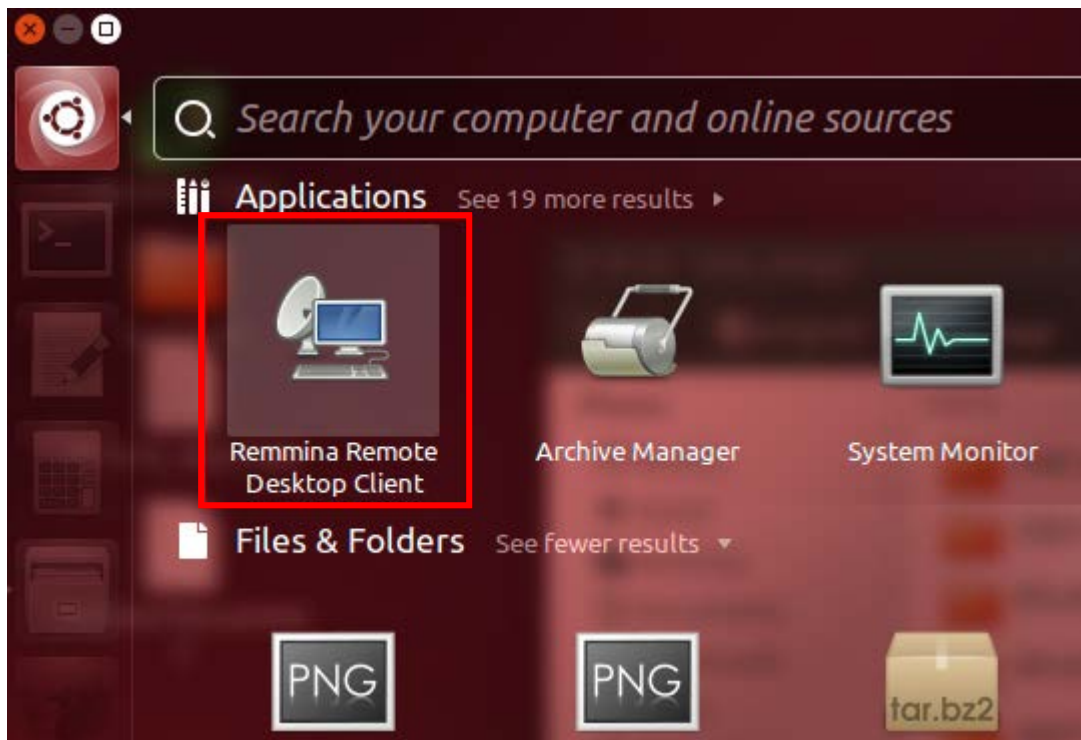 Search your computer and online sources
Applications See 19 more results
Remmina Remote
Desktop Client
Archive Manager
System Monitor
Files & Folders See fewer results
PNG
PNG
tar.bz2